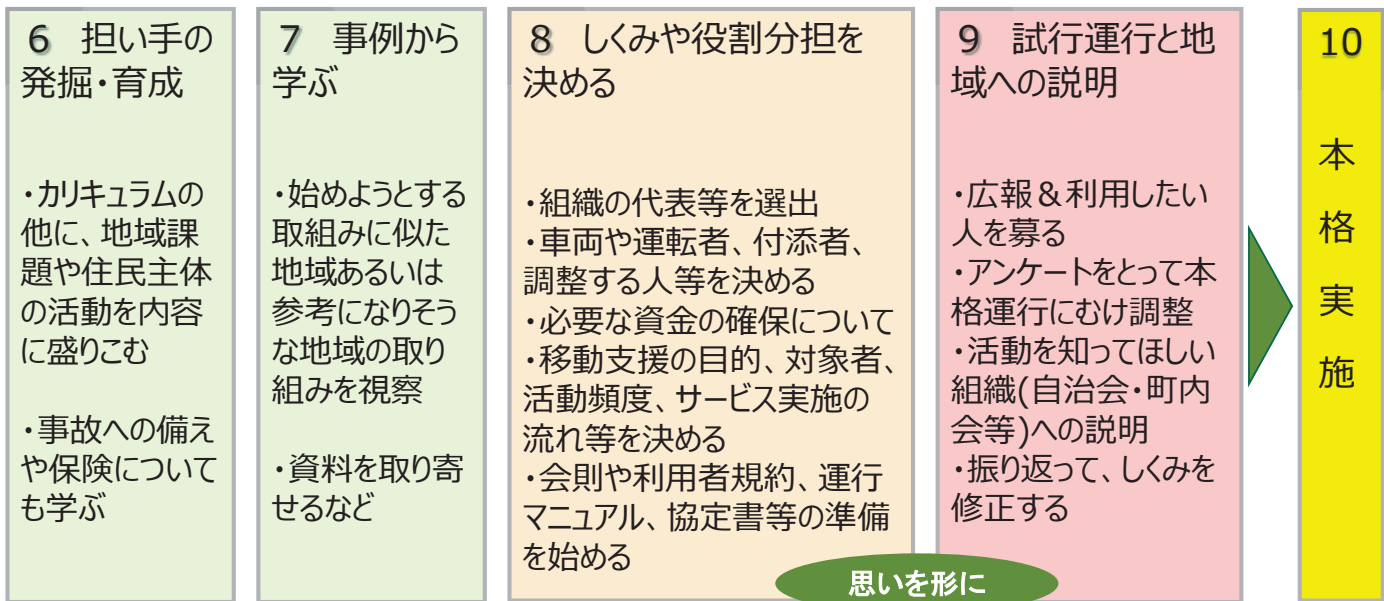 6 担い手の
発掘・育成
・カリキュラムの
他に、地域課
題や住民主体
の活動を内容
に盛りこむ
・事故への備え
や保険について
も学ぶ
7 事例から
学ぶ
・始めようとする
取組みに似た
地域あるいは
参考になりそう
な地域の取り
組みを視察
・資料を取り寄
せるなど
8 しくみや役割分担を
決める
・組織の代表等を選出
・車両や運転者、付添者、
調整する人等を決める
・必要な資金の確保について
・移動支援の目的、対象者、
活動頻度、サービス実施の
流れ等を決める
・会則や利用者規約、運行
マニュアル、協定書等の準備
を始める
9 試行運行と地
域への説明
・広報＆利用したい
人を募る
・アンケートをとって本
格運行にむけ調整
・活動を知ってほしい
組織(自治会・町内
会等)への説明
・振り返って、しくみを
修正する
思いを形に
10
本
格
実
施